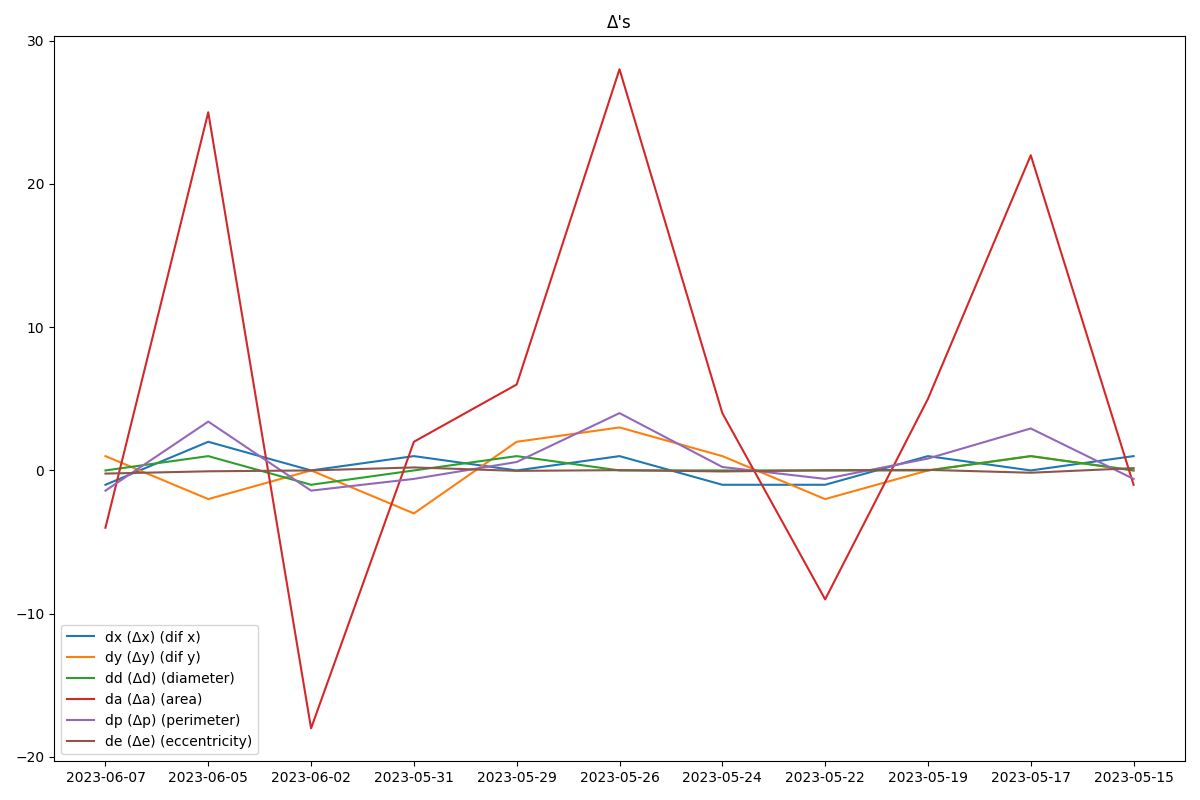 Δ's
30
20
10
0
−10
−20
dx (Δx) (dif x)
dy (Δy) (dif y)
dd (Δd) (diameter)
da (Δa) (area)
dp (Δp) (perimeter)
de (Δe) (eccentricity)
2023-06-07 2023-06-05 2023-06-02 2023-05-31 2023-05-29 2023-05-26 2023-05-24 2023-05-22 2023-05-19 2023-05-17 2023-05-15